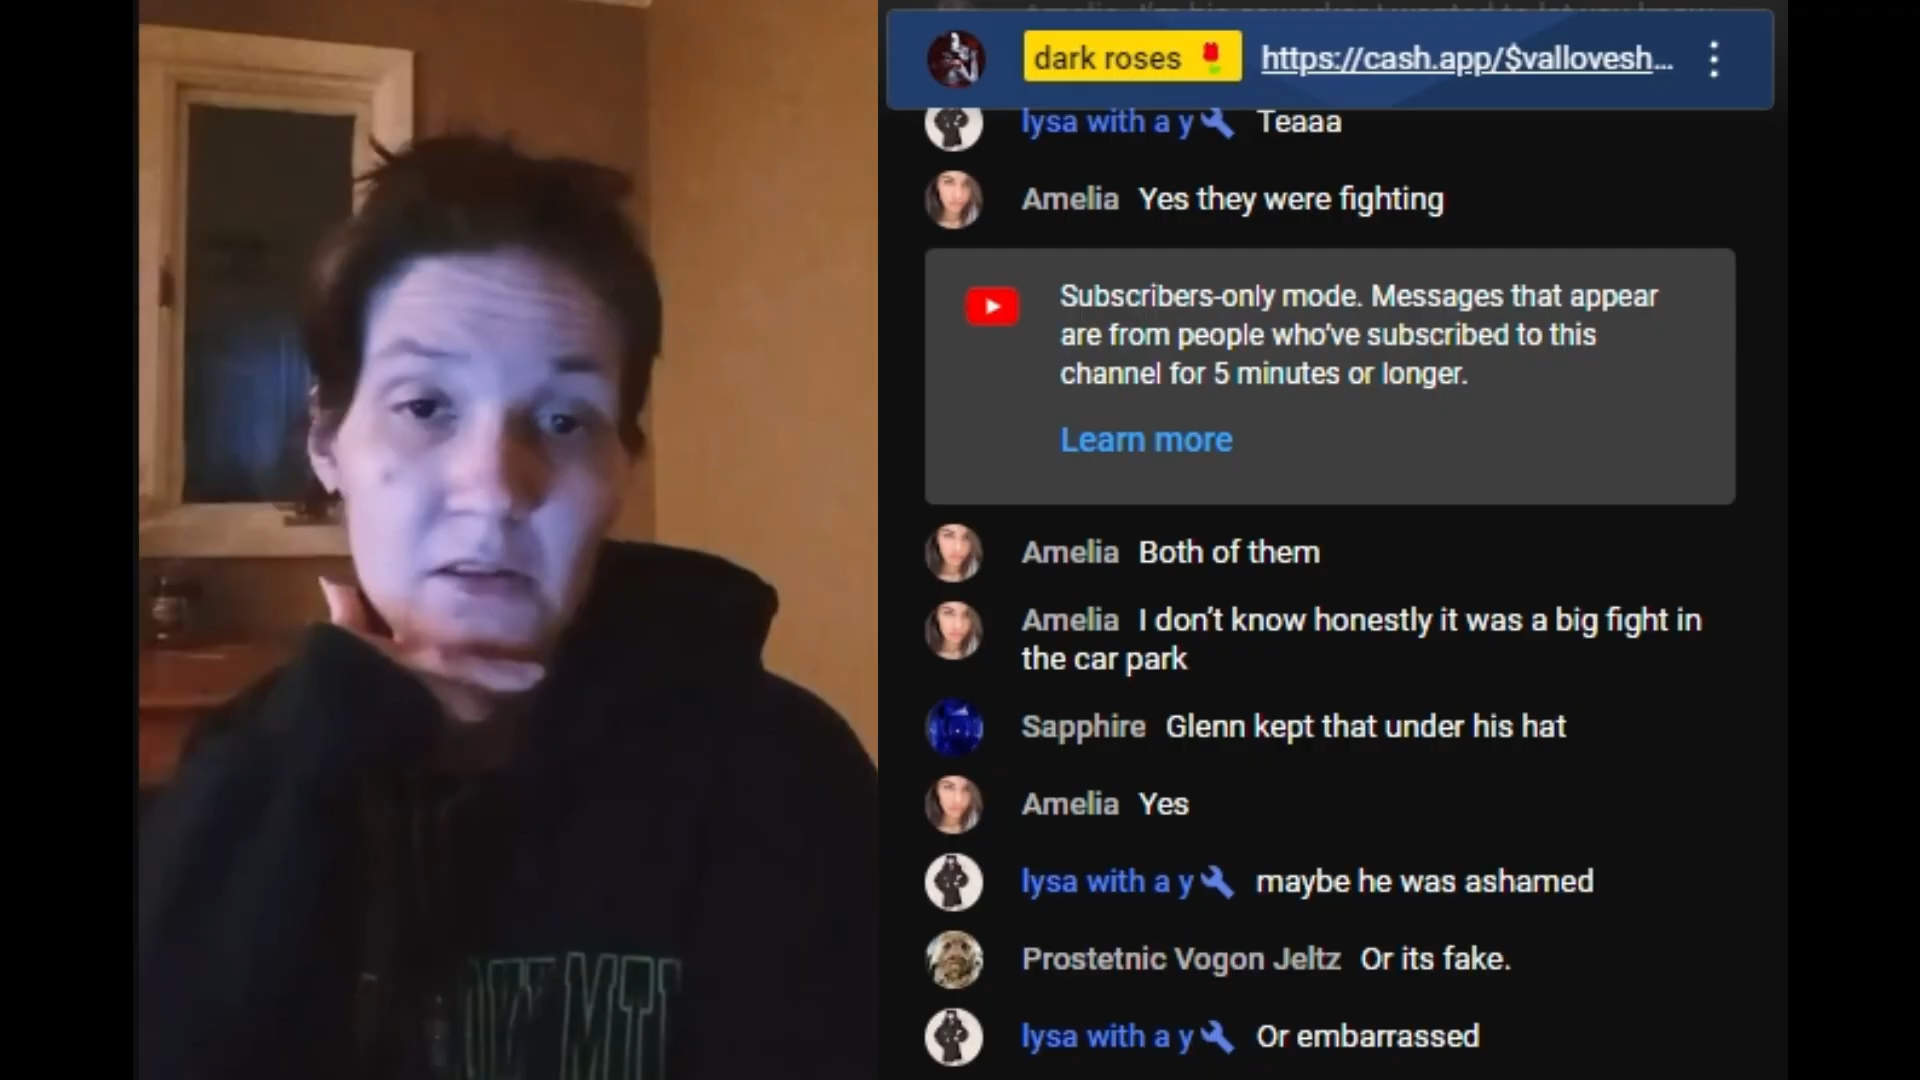 dark roses https://cash.app/$vallovesh...
lysa with a y Teaaa
Amelia Yes they were fighting
Subscribers-only mode. Messages that appear
are from people who've subscribed to this
channel for 5 minutes or longer.
Learn more
Amelia Both of them
Amelia I don't know honestly it was a big fight in
the car park
Sapphire Glenn kept that under his hat
Amelia Yes
lysa with a y maybe he was ashamed
Prostetnic Vogon Jeltz Or its fake.
lysa with a y Or embarrassed